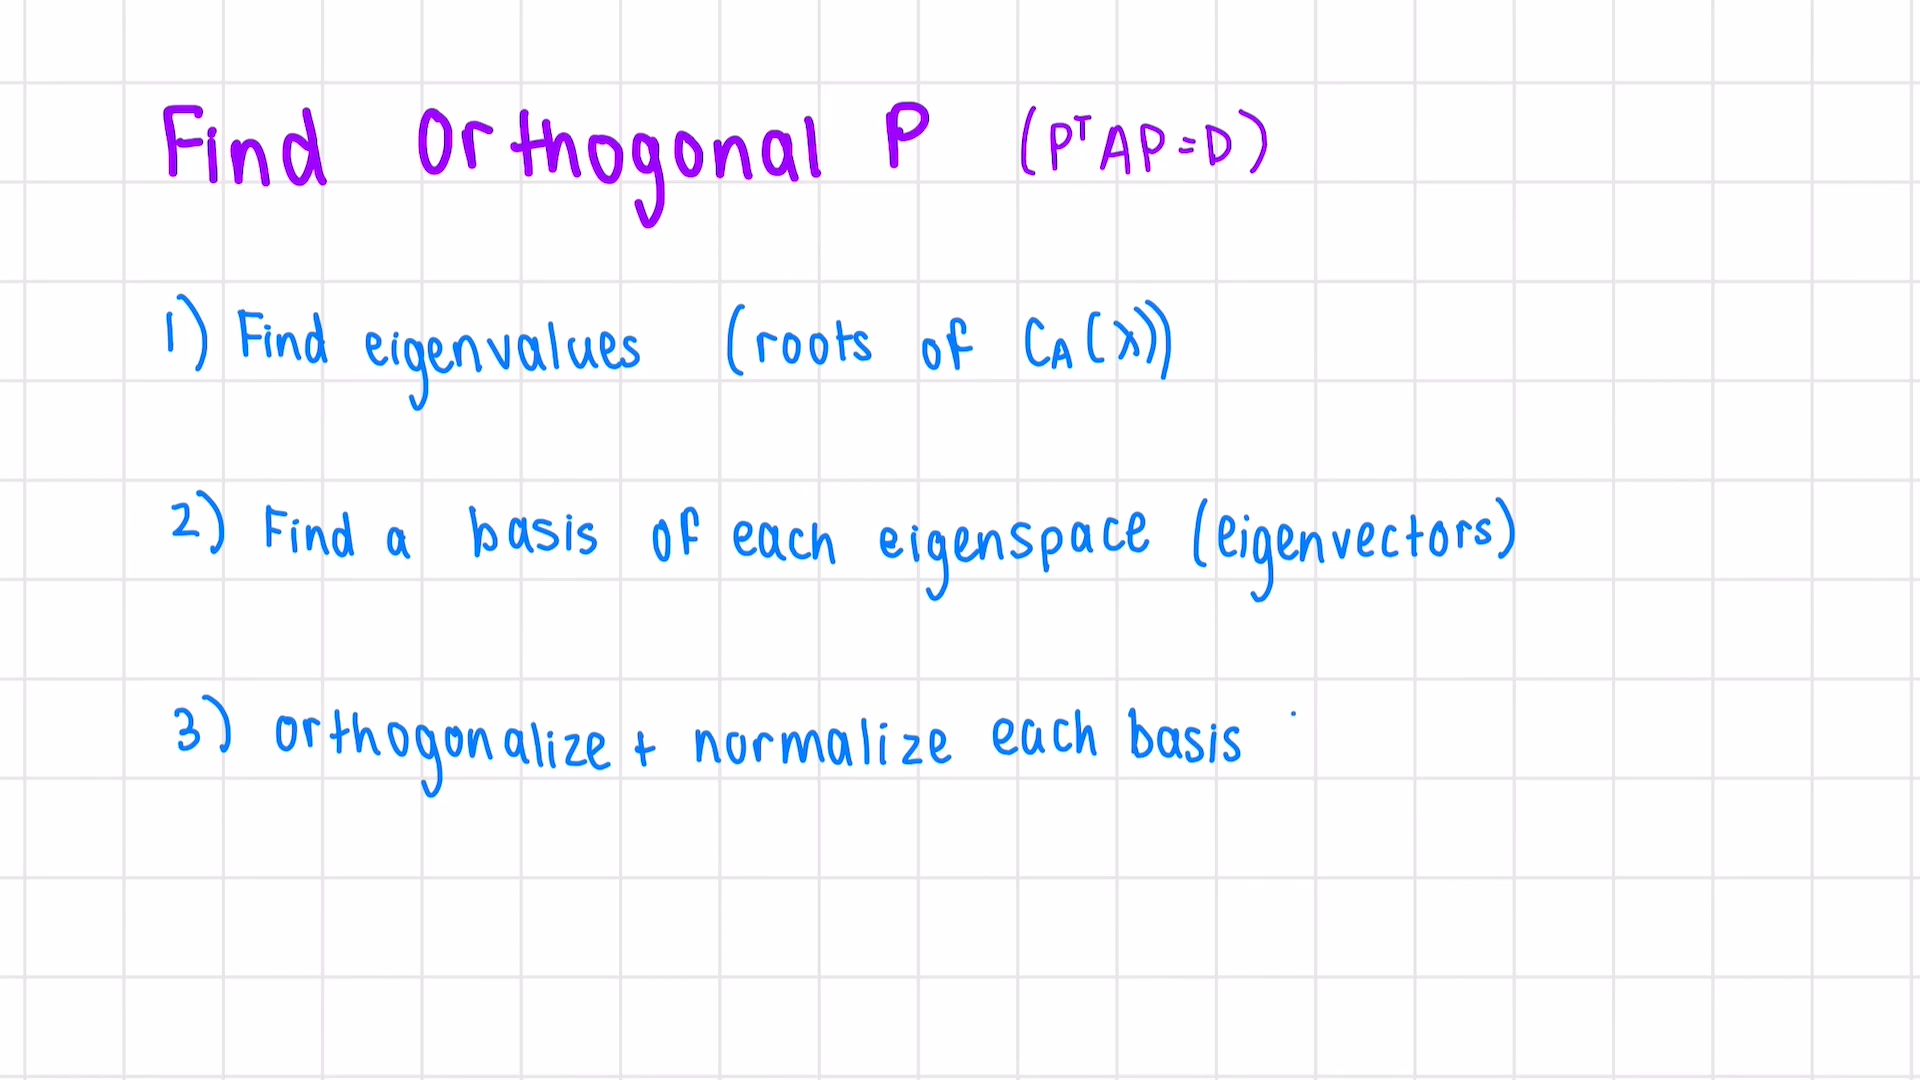 Find Orthogonal P (PᵀAP=D)
1) Find eigenvalues (roots of C_A(λ))
2) Find a basis of each eigenspace (eigenvectors)
3) orthogonalize + normalize each basis